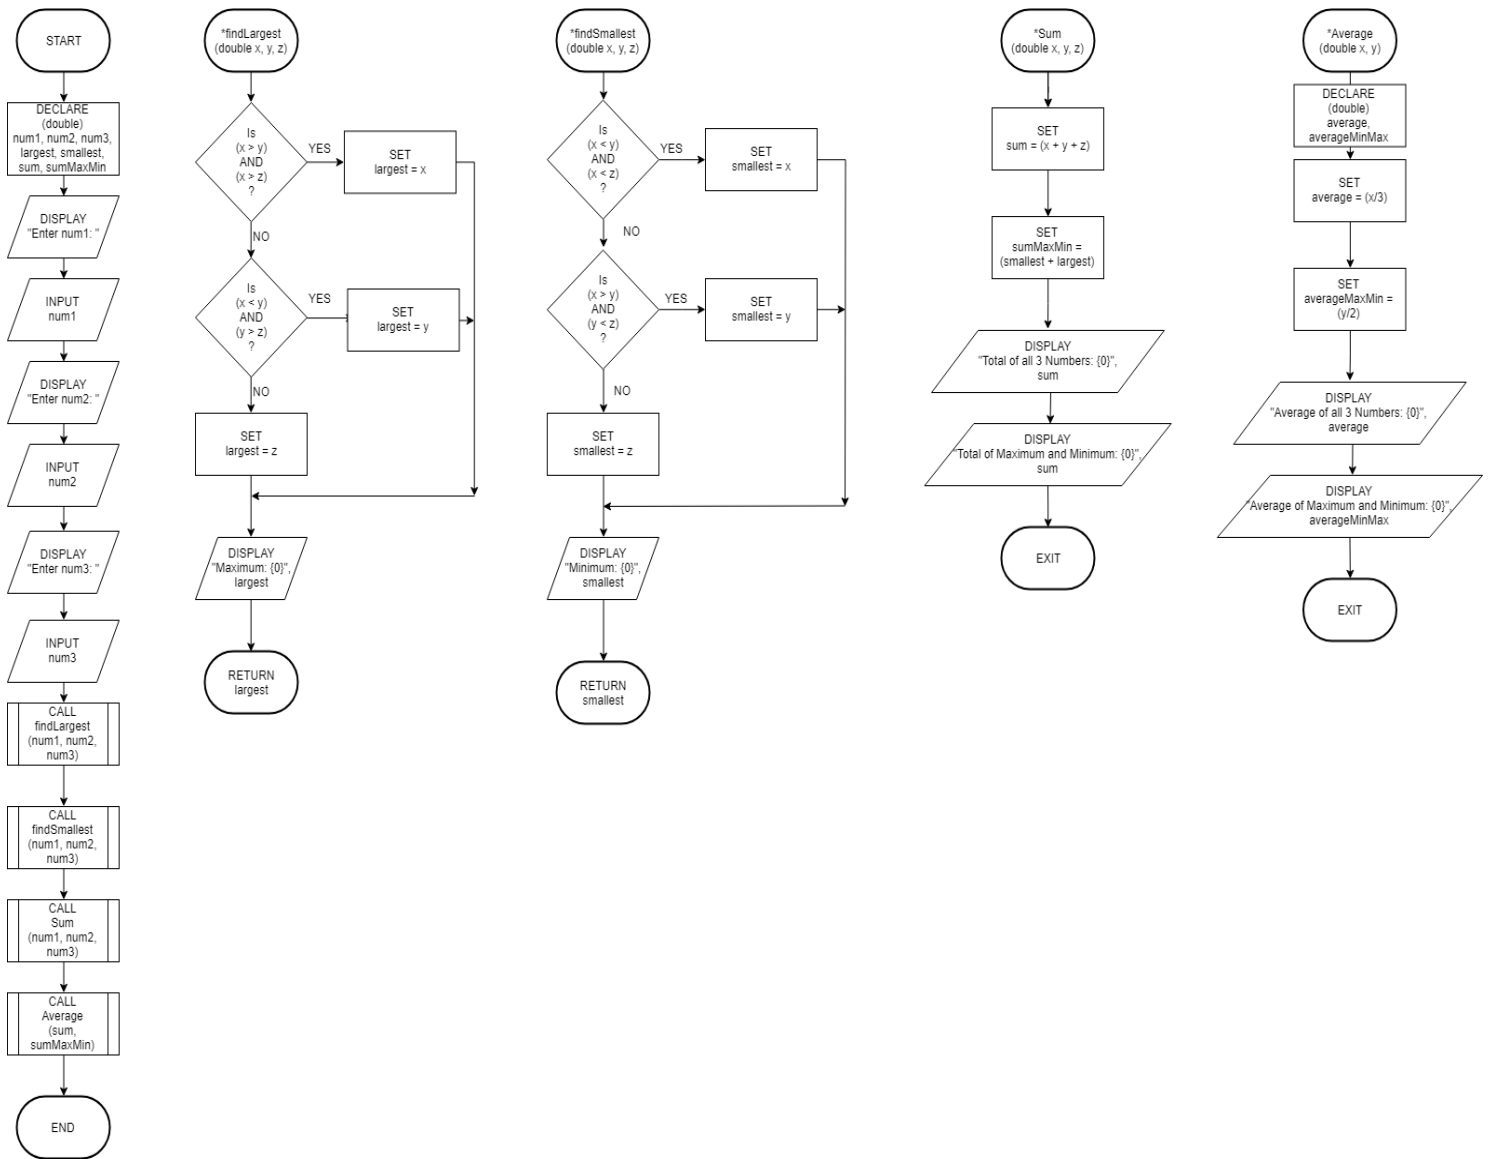 START
DECLARE
(double)
num1, num2, num3,
largest, smallest,
sum, sumMaxMin
DISPLAY
"Enter num1: "
INPUT
num1
DISPLAY
"Enter num2: "
INPUT
num2
DISPLAY
"Enter num3: "
INPUT
num3
CALL
findLargest
(num1, num2,
num3)
CALL
findSmallest
(num1, num2,
num3)
CALL
Sum
(num1, num2,
num3)
CALL
Average
(sum,
sumMaxMin)
END
*findLargest
(double x, y, z)
Is
(x > y)
AND
(x > z)
?
YES
SET
largest = x
NO
Is
(x < y)
AND
(y > z)
?
YES
SET
largest = y
NO
SET
largest = z
DISPLAY
"Maximum: {0}",
largest
RETURN
largest
*findSmallest
(double x, y, z)
Is
(x < y)
AND
(x < z)
?
YES
SET
smallest = x
NO
Is
(x > y)
AND
(y < z)
?
YES
SET
smallest = y
NO
SET
smallest = z
DISPLAY
"Minimum: {0}",
smallest
RETURN
smallest
*Sum
(double x, y, z)
SET
sum = (x + y + z)
SET
sumMaxMin =
(smallest + largest)
DISPLAY
"Total of all 3 Numbers: {0}",
sum
DISPLAY
"Total of Maximum and Minimum: {0}",
sum
EXIT
*Average
(double x, y)
DECLARE
(double)
average,
averageMinMax
SET
average = (x/3)
SET
averageMaxMin =
(y/2)
DISPLAY
"Average of all 3 Numbers: {0}",
average
DISPLAY
"Average of Maximum and Minimum: {0}",
averageMinMax
EXIT